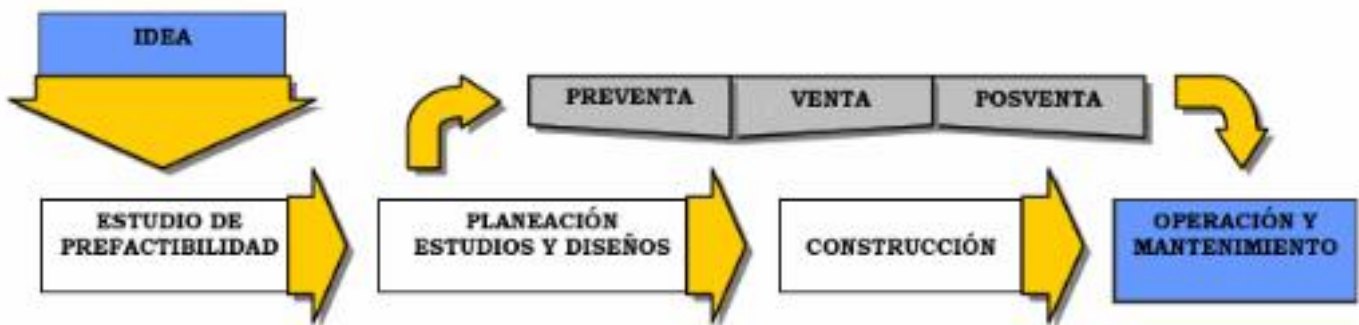 IDEA
PREVENTA
VENTA
POSVENTA
ESTUDIO DE
PREFACTIBILIDAD
PLANEACIÓN
ESTUDIOS Y DISEÑOS
CONSTRUCCIÓN
OPERACIÓN Y
MANTENIMIENTO